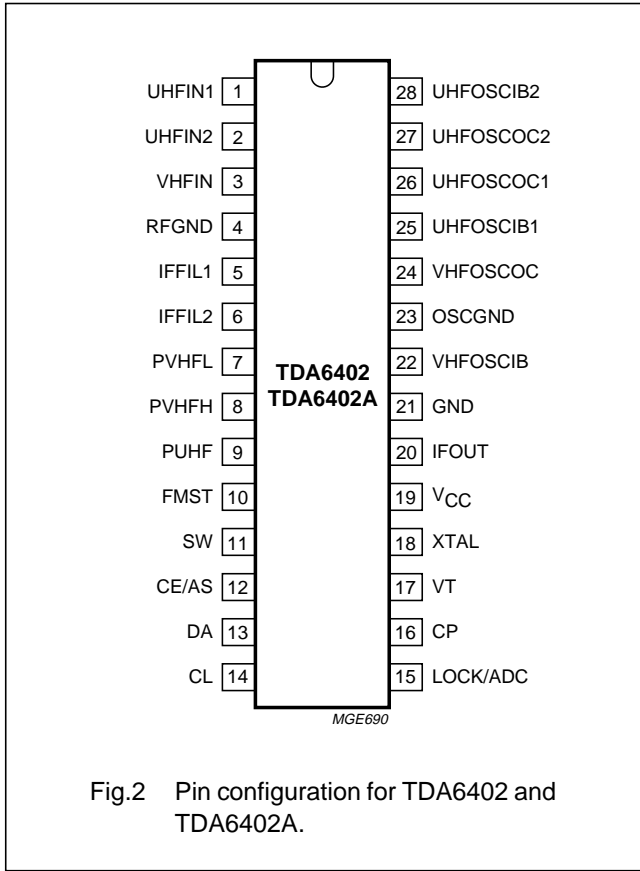 UHFIN1 1 28 UHFOSCIB2
UHFIN2 2 27 UHFOSCOC2
VHFIN 3 26 UHFOSCOC1
RFGND 4 25 UHFOSCIB1
IFFIL1 5 24 VHFOSCOC
IFFIL2 6 23 OSCGND
PVHFL 7 22 VHFOSCIB
TDA6402
TDA6402A
PVHFH 8 21 GND
PUHF 9 20 IFOUT
FMST 10 19 VCC
SW 11 18 XTAL
CE/AS 12 17 VT
DA 13 16 CP
CL 14 15 LOCK/ADC
MGE690
Fig.2 Pin configuration for TDA6402 and
TDA6402A.